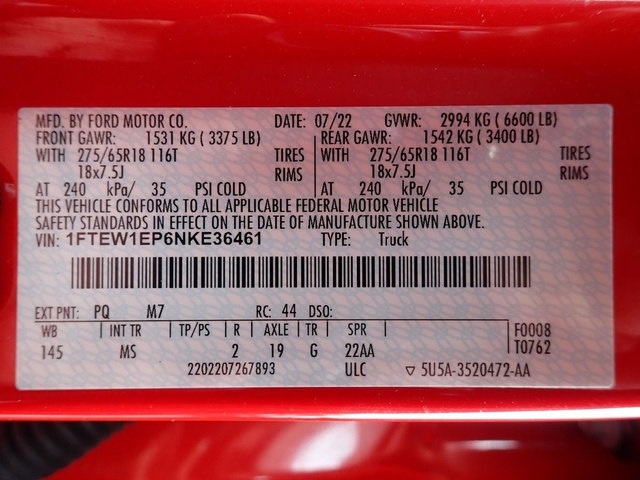 MFD. BY FORD MOTOR CO. DATE: 07/22 GVWR: 2994 KG ( 6600 LB)
FRONT GAWR: 1531 KG ( 3375 LB) REAR GAWR: 1542 KG ( 3400 LB)
WITH 275/65R18 116T TIRES WITH 275/65R18 116T TIRES
18x7.5J RIMS 18x7.5J RIMS
AT 240 kPa/ 35 PSI COLD AT 240 kPa/ 35 PSI COLD
THIS VEHICLE CONFORMS TO ALL APPLICABLE FEDERAL MOTOR VEHICLE
SAFETY STANDARDS IN EFFECT ON THE DATE OF MANUFACTURE SHOWN ABOVE.
VIN: 1FTEW1EP6NKE36461 TYPE: Truck
EXT PNT: PQ M7 RC: 44 DSO:
WB INT TR TP/PS R AXLE TR SPR F0008
145 MS 2 19 G 22AA T0762
2202207267893 ULC ▽ 5U5A-3520472-AA